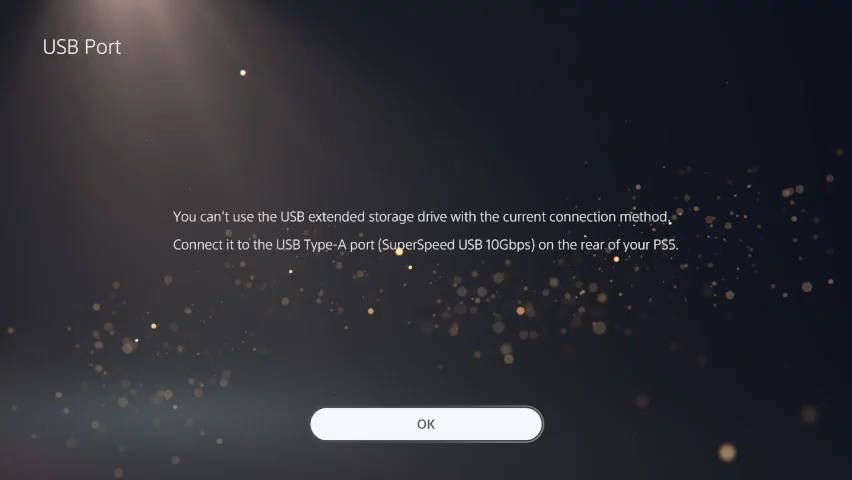 USB Port
You can't use the USB extended storage drive with the current connection method.
Connect it to the USB Type-A port (SuperSpeed USB 10Gbps) on the rear of your PS5.
OK